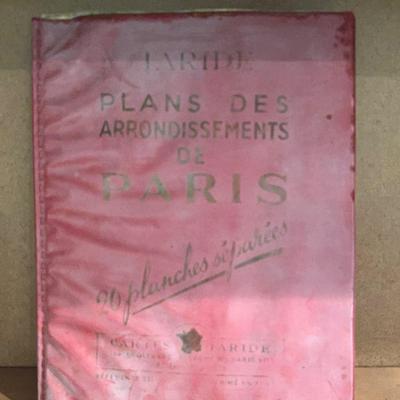 TARIDE
PLANS DES
ARRONDISSEMENTS
DE
PARIS
20 planches séparées
CARTES TARIDE